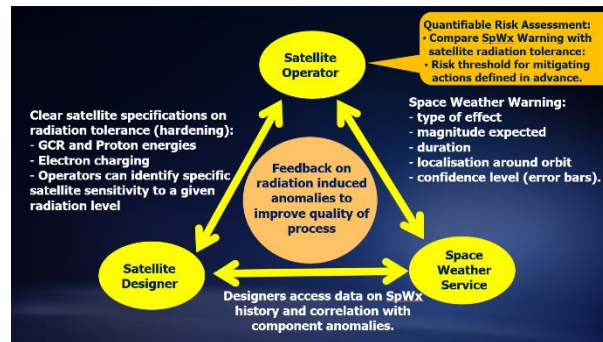 Quantifiable Risk Assessment:
• Compare SpWx Warning with
satellite radiation tolerance:
• Risk threshold for mitigating
actions defined in advance.
Satellite
Operator
Clear satellite specifications on
radiation tolerance (hardening):
- GCR and Proton energies
- Electron charging
- Operators can identify specific
satellite sensitivity to a given
radiation level
Space Weather Warning:
- type of effect
- magnitude expected
- duration
- localisation around orbit
- confidence level (error bars).
Feedback on
radiation induced
anomalies to
improve quality of
process
Satellite
Designer
Space
Weather
Service
Designers access data on SpWx
history and correlation with
component anomalies.